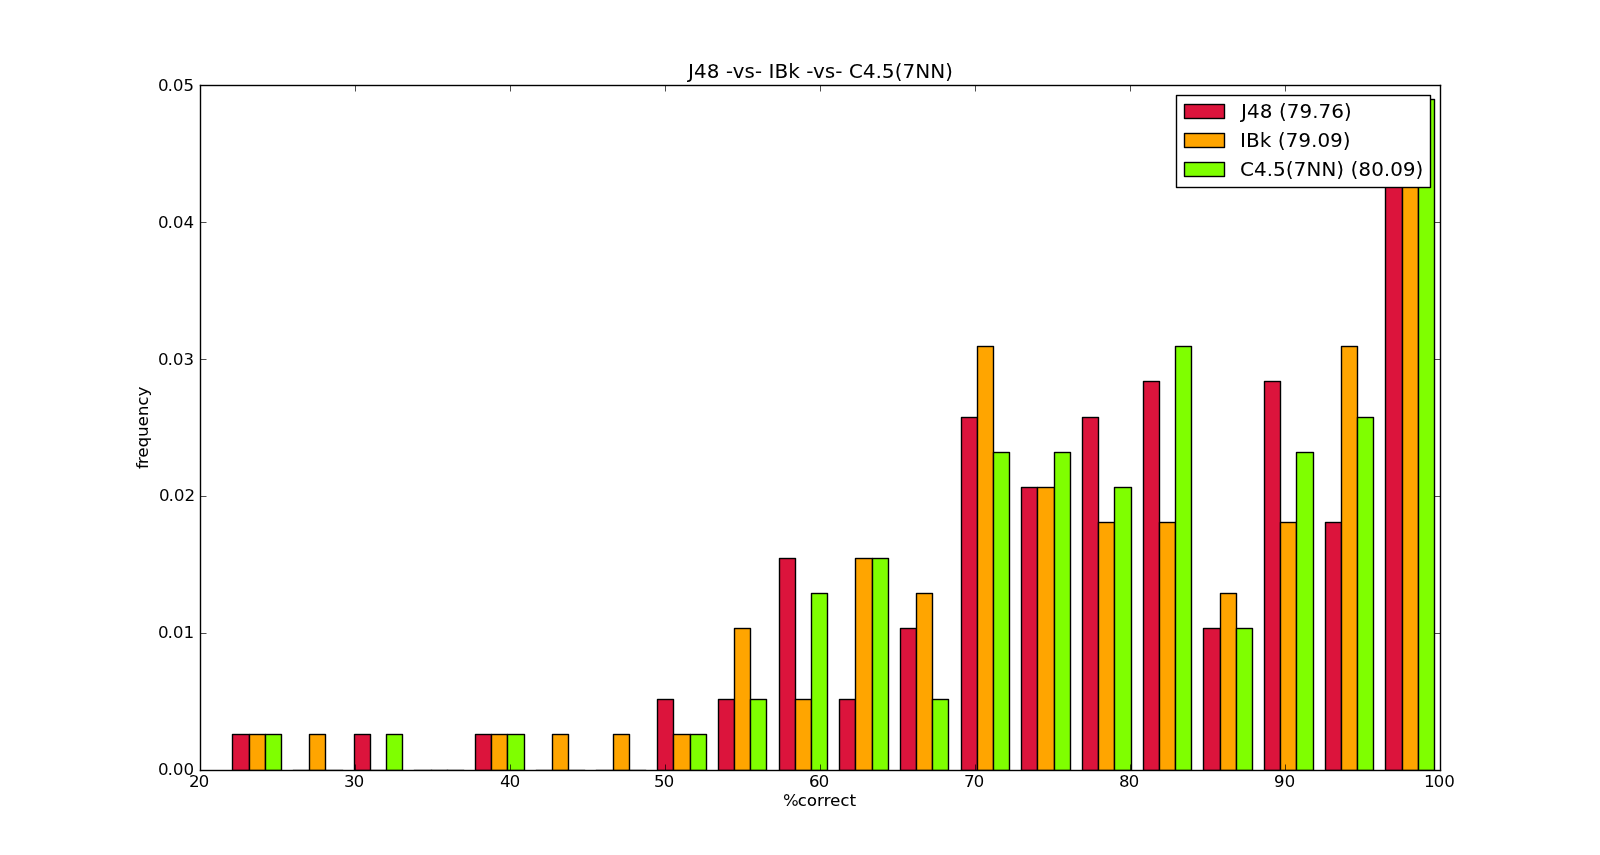 J48 -vs- IBk -vs- C4.5(7NN)
J48 (79.76)
IBk (79.09)
C4.5(7NN) (80.09)
frequency
0.05
0.04
0.03
0.02
0.01
0.00
20 30 40 50 60 70 80 90 100
%correct